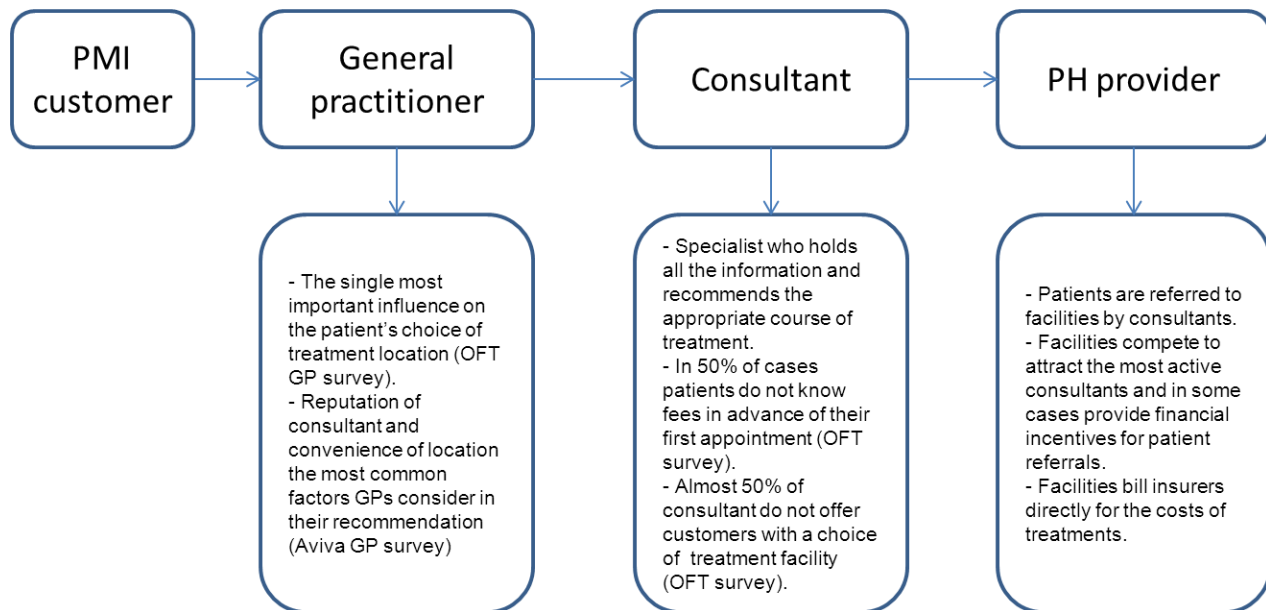 PMI
customer
General
practitioner
Consultant
PH provider
- The single most
important influence on
the patient’s choice of
treatment location (OFT
GP survey).
- Reputation of
consultant and
convenience of location
the most common
factors GPs consider in
their recommendation
(Aviva GP survey)
- Specialist who holds
all the information and
recommends the
appropriate course of
treatment.
- In 50% of cases
patients do not know
fees in advance of their
first appointment (OFT
survey).
- Almost 50% of
consultant do not offer
customers with a choice
of treatment facility
(OFT survey).
- Patients are referred to
facilities by consultants.
- Facilities compete to
attract the most active
consultants and in some
cases provide financial
incentives for patient
referrals.
- Facilities bill insurers
directly for the costs of
treatments.